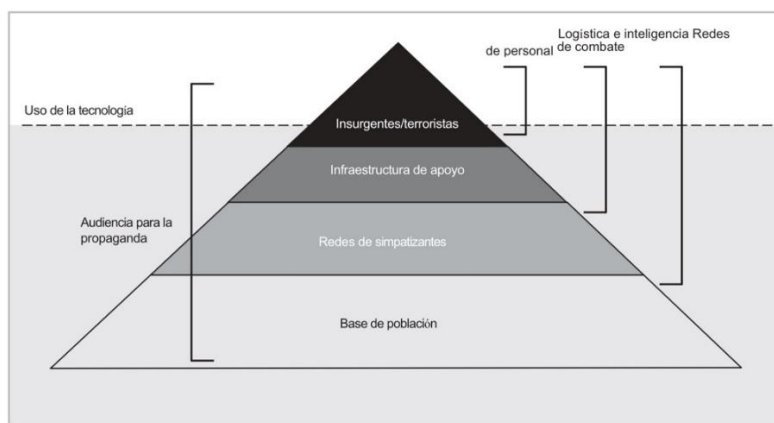 Logística e inteligencia Redes
de combate
de personal
Uso de la tecnología
Insurgentes/terroristas
Infraestructura de apoyo
Audiencia para la
propaganda
Redes de simpatizantes
Base de población